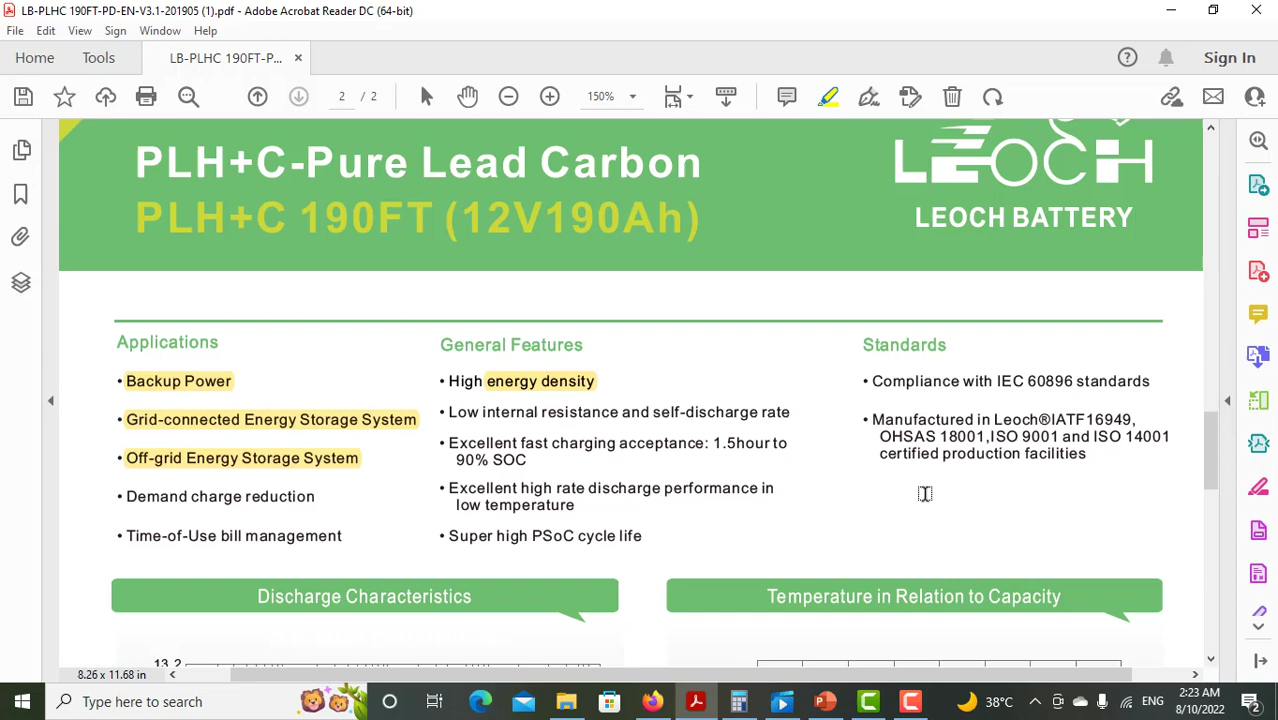 LB-PLHC 190FT-PD-EN-V3.1-201905 (1).pdf - Adobe Acrobat Reader DC (64-bit)
File Edit View Sign Window Help
Home Tools LB-PLHC 190FT-P... Sign In
2 / 2 150%
PLH+C-Pure Lead Carbon
PLH+C 190FT (12V190Ah)
LEOCH
LEOCH BATTERY
Applications
• Backup Power
• Grid-connected Energy Storage System
• Off-grid Energy Storage System
• Demand charge reduction
• Time-of-Use bill management
General Features
• High energy density
• Low internal resistance and self-discharge rate
• Excellent fast charging acceptance: 1.5hour to
90% SOC
• Excellent high rate discharge performance in
low temperature
• Super high PSoC cycle life
Standards
• Compliance with IEC 60896 standards
• Manufactured in Leoch®IATF16949,
OHSAS 18001,ISO 9001 and ISO 14001
certified production facilities
Discharge Characteristics
Temperature in Relation to Capacity
13.2
8.26 x 11.68 in
Type here to search
38°C ENG 2:23 AM
8/10/2022
2